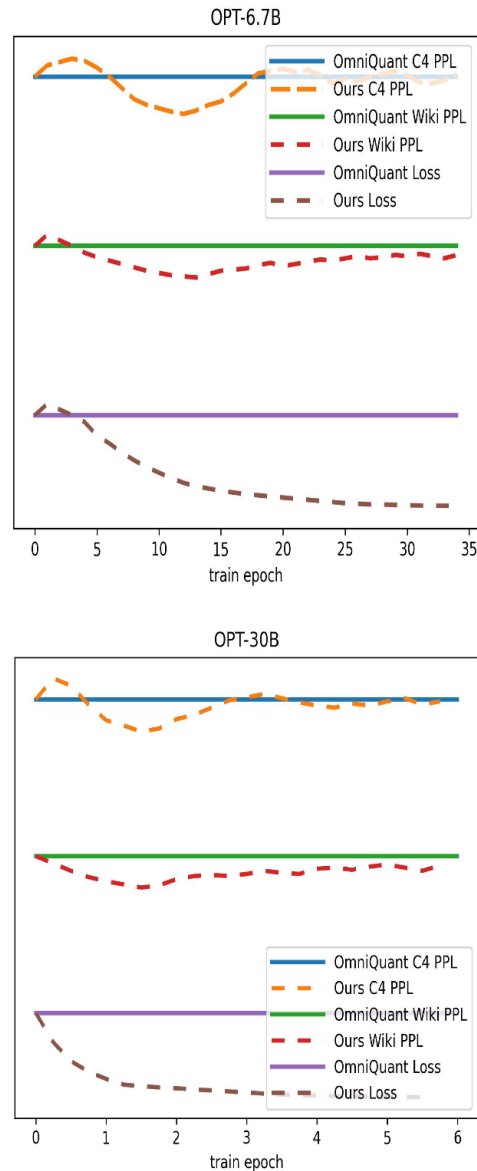 OPT-6.7B
OmniQuant C4 PPL
Ours C4 PPL
OmniQuant Wiki PPL
Ours Wiki PPL
OmniQuant Loss
Ours Loss
0 5 10 15 20 25 30 35
train epoch
OPT-30B
OmniQuant C4 PPL
Ours C4 PPL
OmniQuant Wiki PPL
Ours Wiki PPL
OmniQuant Loss
Ours Loss
0 1 2 3 4 5 6
train epoch